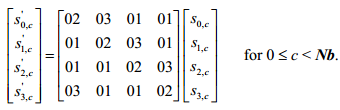 [s'0,c] = [02 03 01 01] [s0,c]
[s'1,c] = [01 02 03 01] [s1,c]
[s'2,c] = [01 01 02 03] [s2,c]
[s'3,c] = [03 01 01 02] [s3,c]
for 0 ≤ c < Nb.